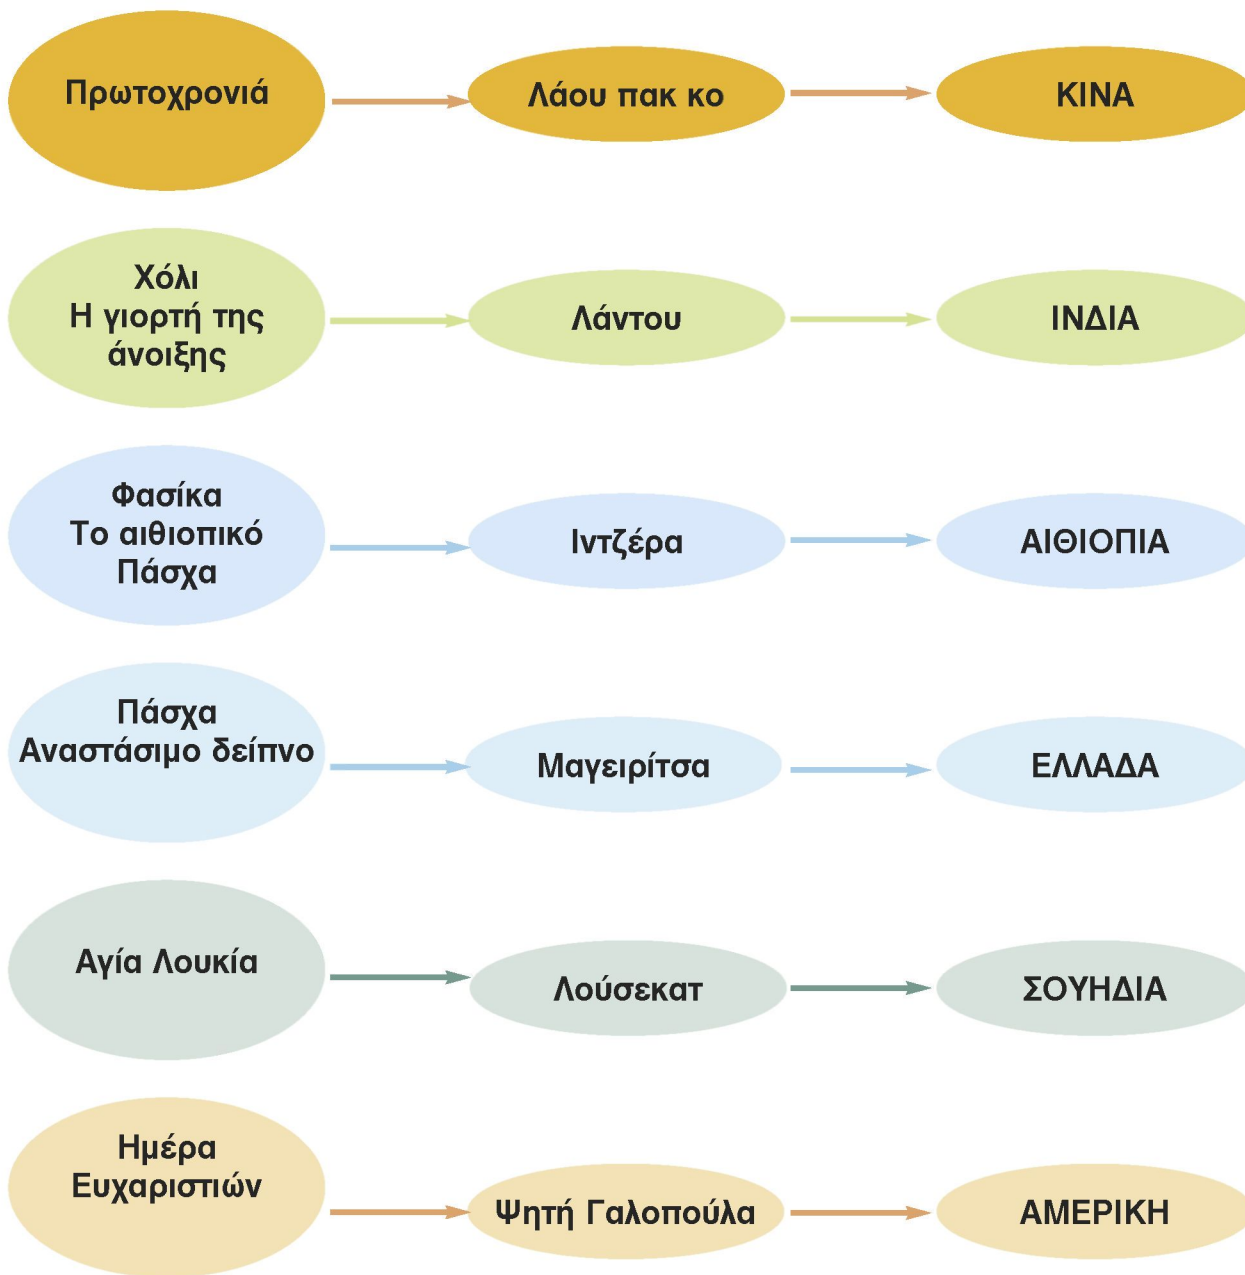 Πρωτοχρονιά
Λάου πακ κο
ΚΙΝΑ
Χόλι
Η γιορτή της
άνοιξης
Λάντου
ΙΝΔΙΑ
Φασίκα
Το αιθιοπικό
Πάσχα
Ιντζέρα
ΑΙΘΙΟΠΙΑ
Πάσχα
Αναστάσιμο δείπνο
Μαγειρίτσα
ΕΛΛΑΔΑ
Αγία Λουκία
Λούσεκατ
ΣΟΥΗΔΙΑ
Ημέρα
Ευχαριστιών
Ψητή Γαλοπούλα
ΑΜΕΡΙΚΗ